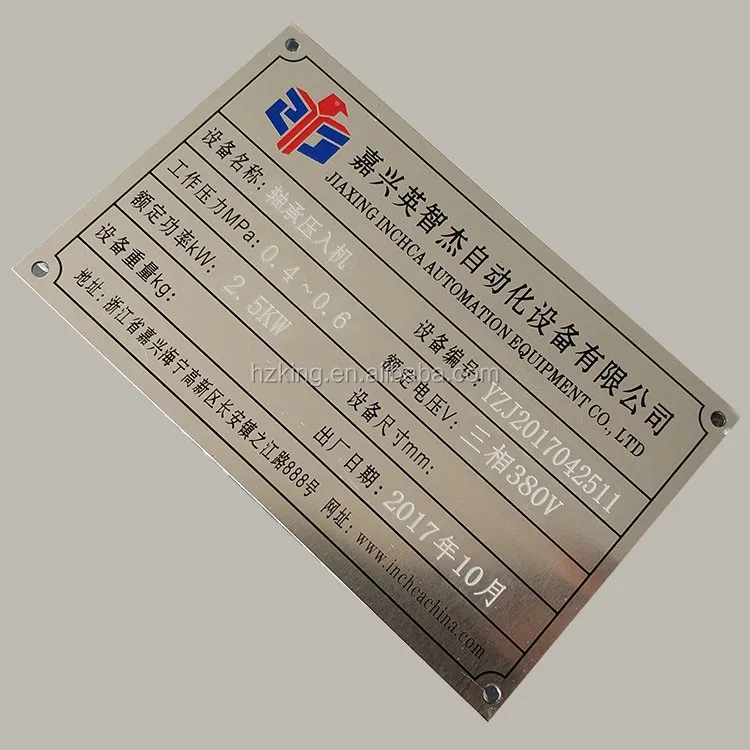 嘉兴英智杰自动化设备有限公司
JIAXING INCHCA AUTOMATION EQUIPMENT CO., LTD
设备名称: 轴承压入机 设备编号: YZJ2017042511
工作压力MPa: 0.4~0.6 额定电压V: 三相380V
额定功率kW: 2.5KW 设备尺寸mm:
设备重量kg: 出厂日期: 2017年10月
地址: 浙江省嘉兴海宁高新区长安镇之江路888号 网址: www.inchcachina.com
hzking.en.alibaba.com